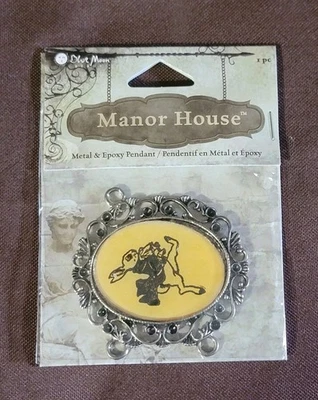 Blue Moon
1 pc
Manor House™
Metal & Epoxy Pendant / Pendentif en Métal et Époxy